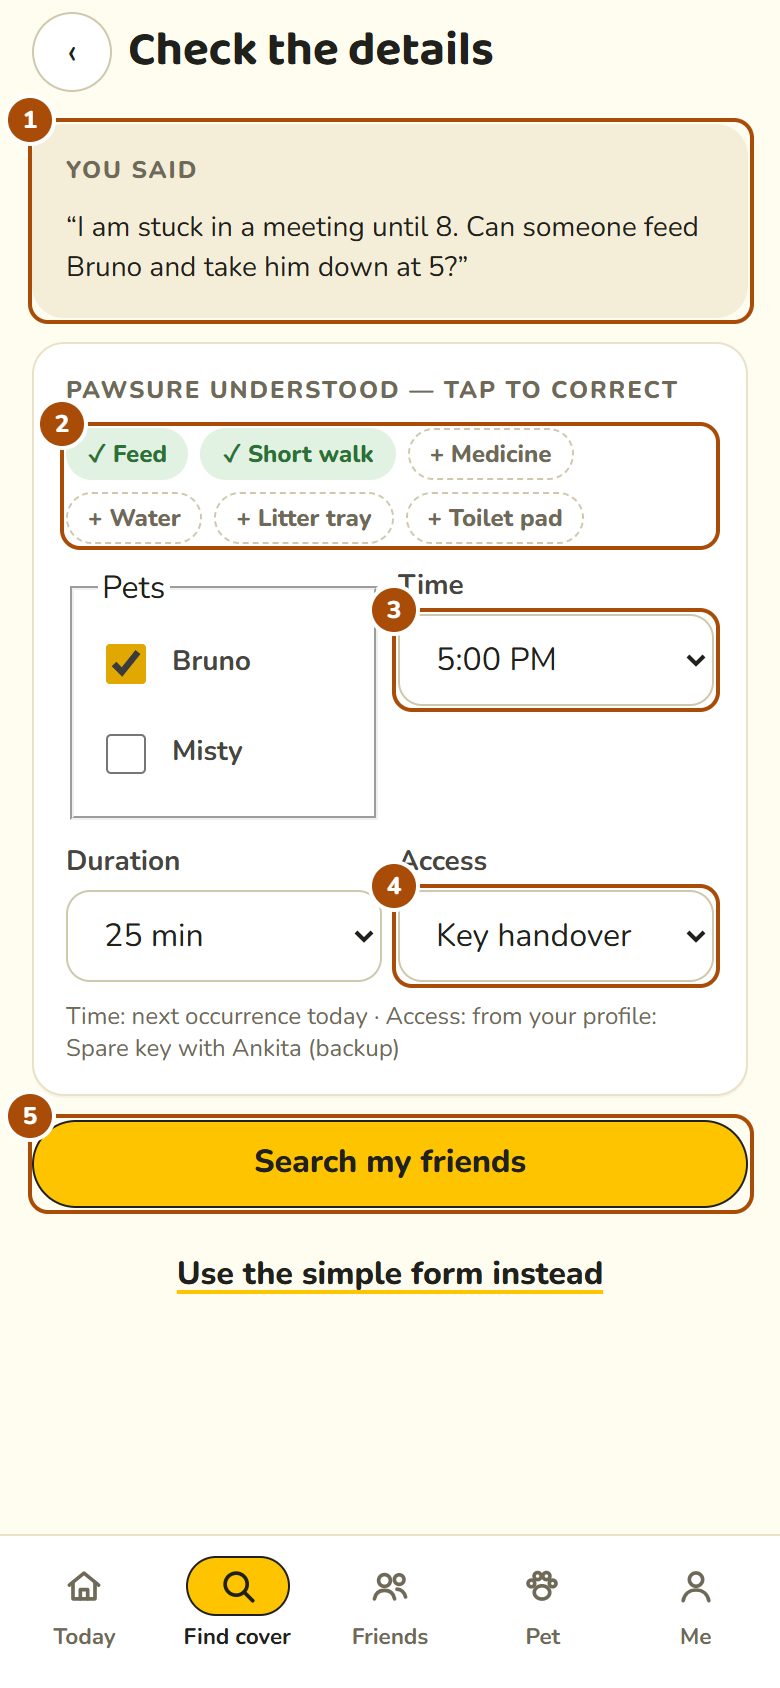 ‹ Check the details
1
YOU SAID
“I am stuck in a meeting until 8. Can someone feed
Bruno and take him down at 5?”
PAWSURE UNDERSTOOD — TAP TO CORRECT
2
✓ Feed ✓ Short walk + Medicine
+ Water + Litter tray + Toilet pad
Pets
Bruno
Misty
Time
3
5:00 PM
Duration
25 min
Access
4
Key handover
Time: next occurrence today · Access: from your profile:
Spare key with Ankita (backup)
5
Search my friends
Use the simple form instead
Today Find cover Friends Pet Me